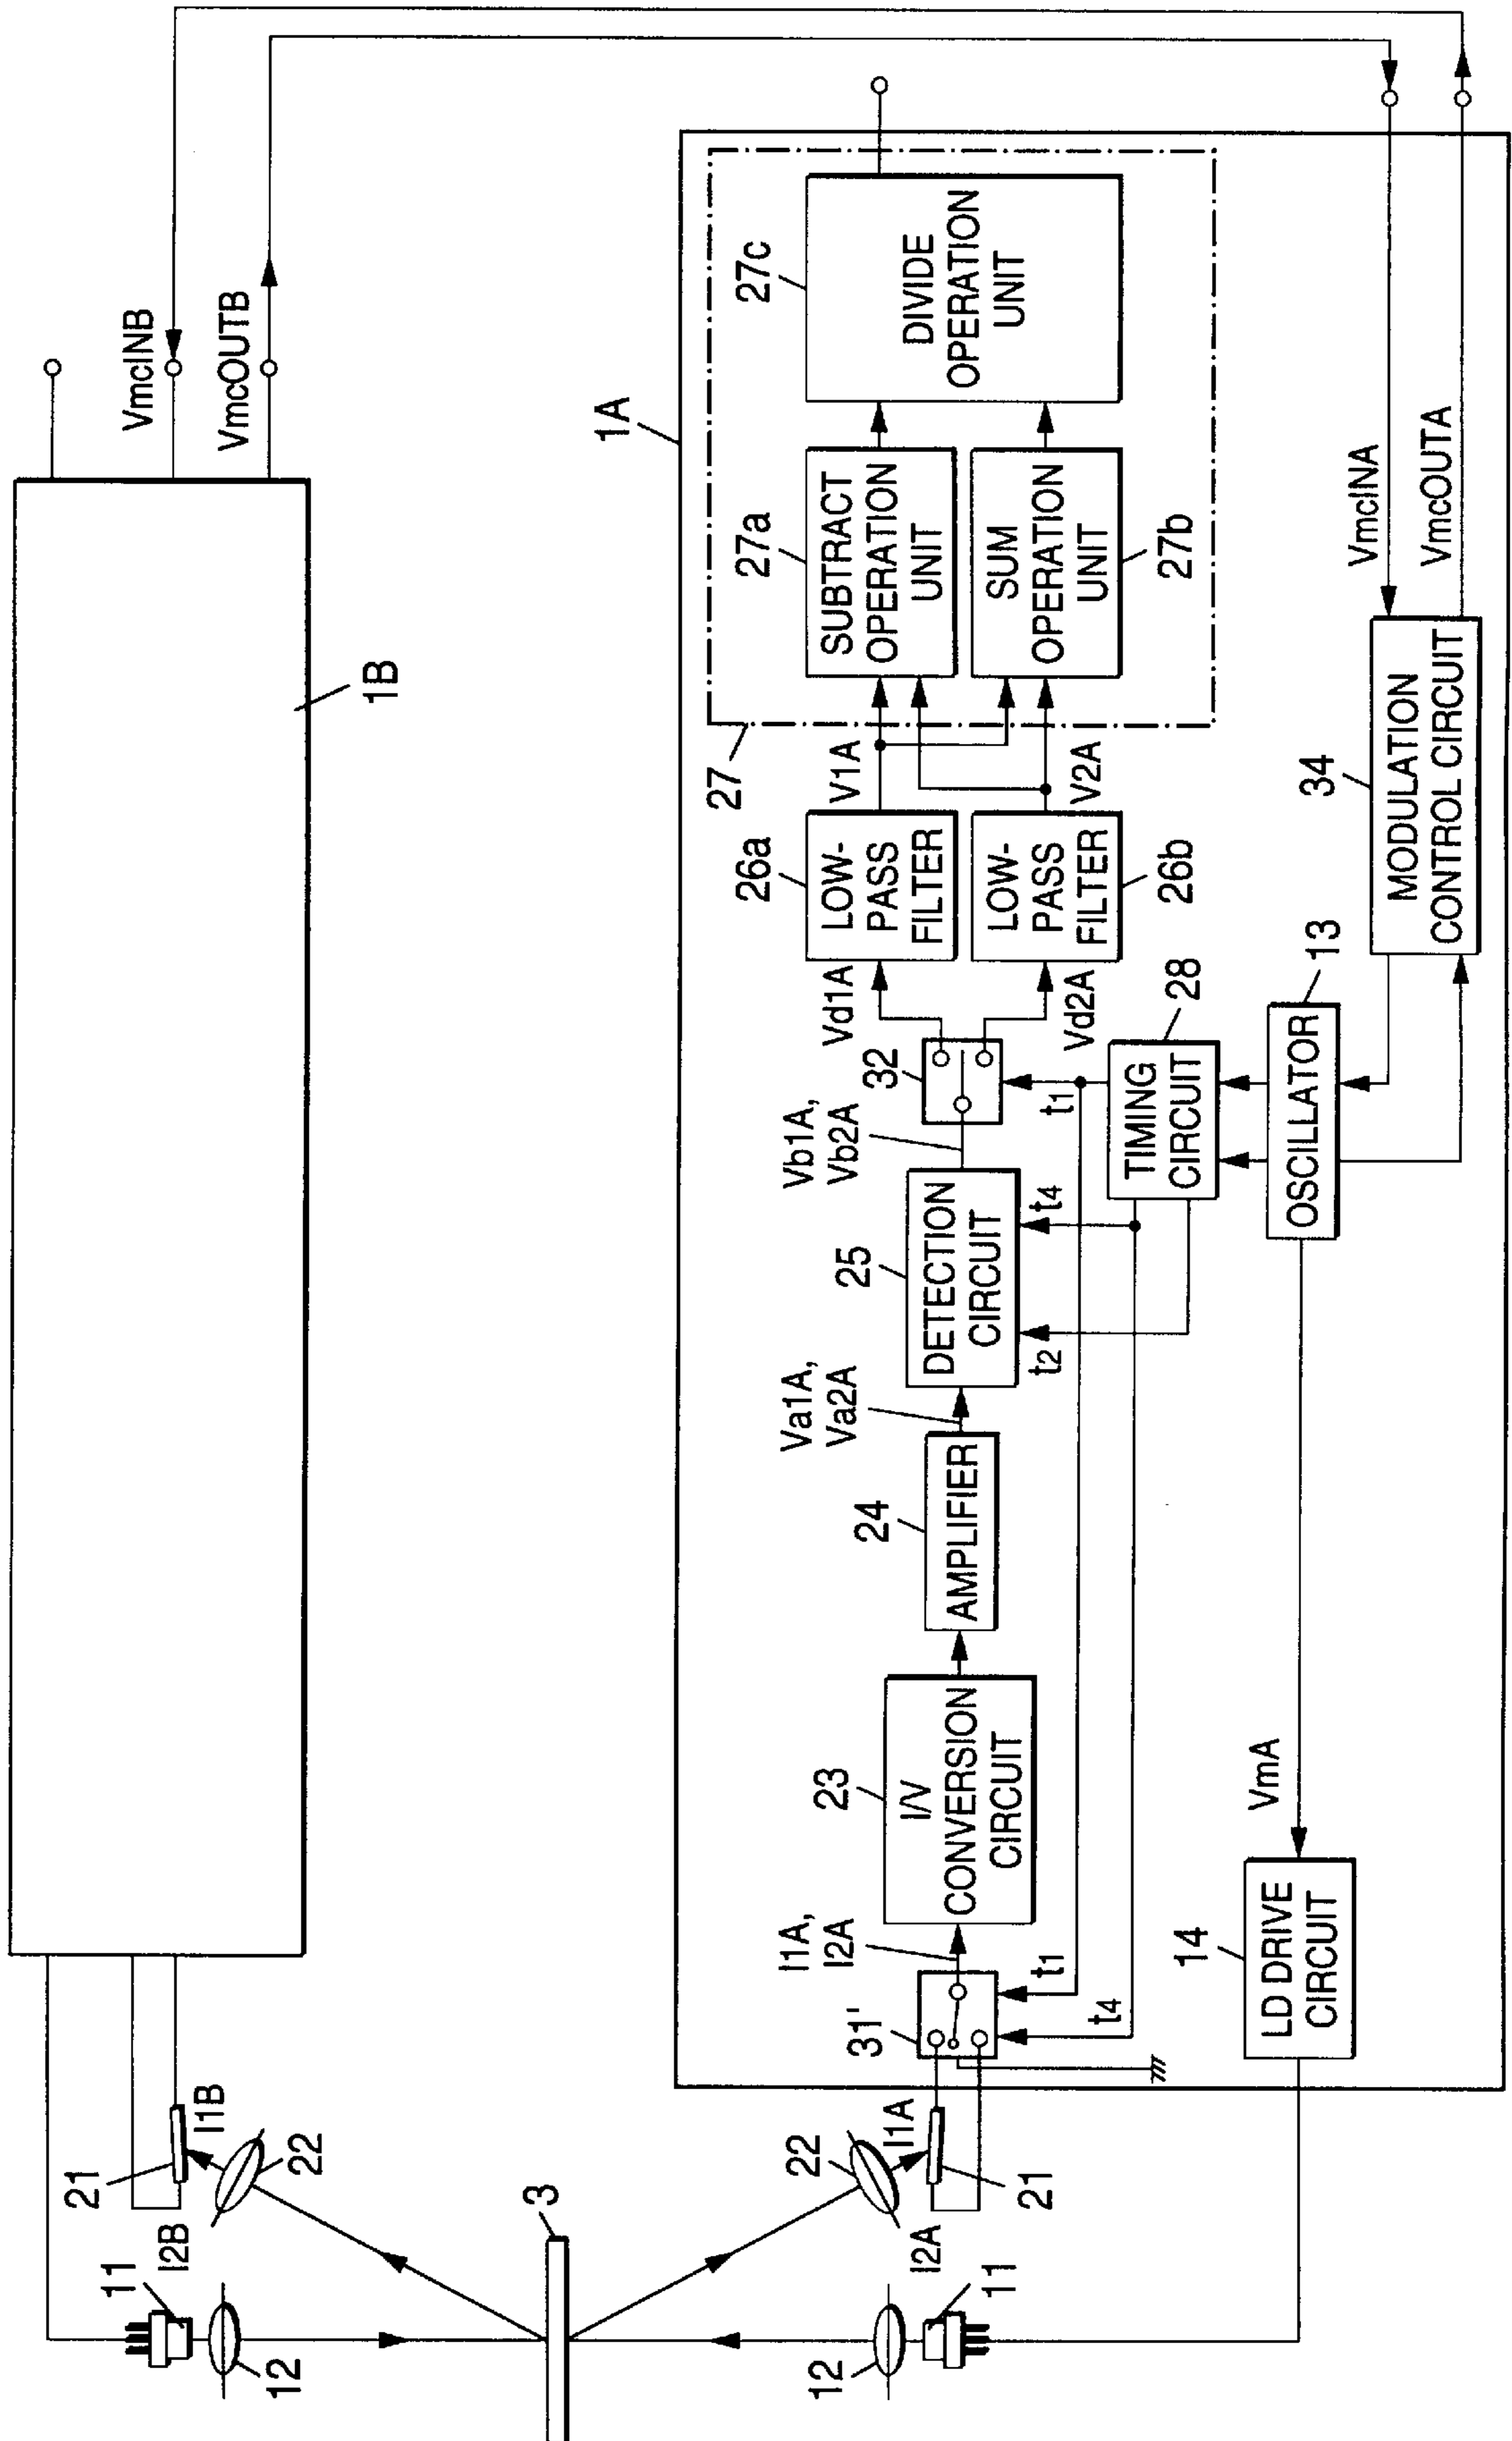 VmcINB
VmcOUTB
1B
21
I1B
22
I2B
11
12
3
1A
27
27a
SUBTRACT
OPERATION
UNIT
27b
SUM
OPERATION
UNIT
27c
DIVIDE
OPERATION
UNIT
V1A
V2A
26a
LOW-
PASS
FILTER
26b
LOW-
PASS
FILTER
Vd1A
Vd2A
32
Vb1A,
Vb2A
t1
25
DETECTION
CIRCUIT
t4
t2
Va1A,
Va2A
24
AMPLIFIER
23
I/V
CONVERSION
CIRCUIT
I1A,
I2A
31'
t1
t4
28
TIMING
CIRCUIT
13
OSCILLATOR
34
MODULATION
CONTROL CIRCUIT
VmcINA
VmcOUTA
VmA
14
LD DRIVE
CIRCUIT
22
I1A
21
I2A
11
12